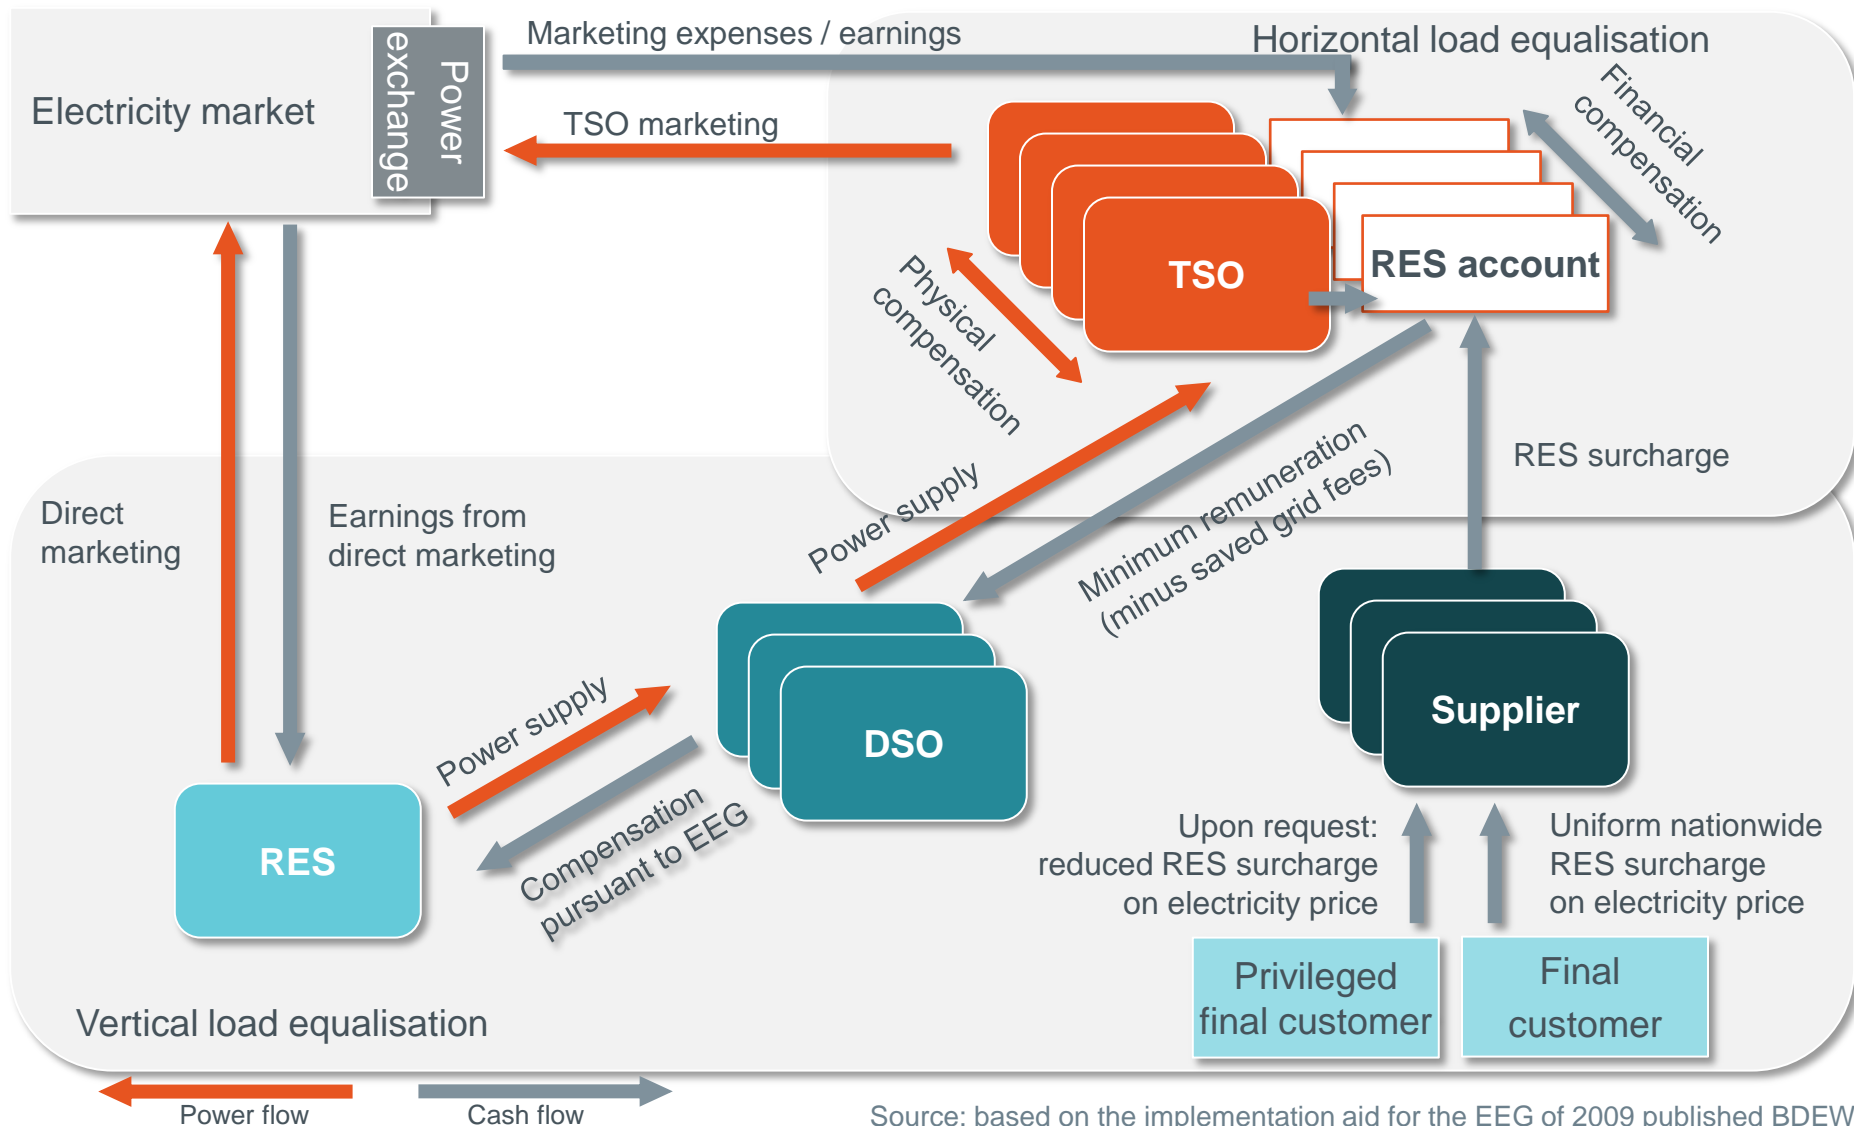 Marketing expenses / earnings
Horizontal load equalisation
Electricity market
Power
exchange
TSO marketing
Financial
compensation
TSO
RES account
Physical
compensation
Power supply
Minimum remuneration
(minus saved grid fees)
RES surcharge
Direct
marketing
Earnings from
direct marketing
Power supply
DSO
Supplier
Compensation
pursuant to EEG
RES
Upon request:
reduced RES surcharge
on electricity price
Uniform nationwide
RES surcharge
on electricity price
Privileged
final customer
Final
customer
Vertical load equalisation
Power flow
Cash flow
Source: based on the implementation aid for the EEG of 2009 published BDEW